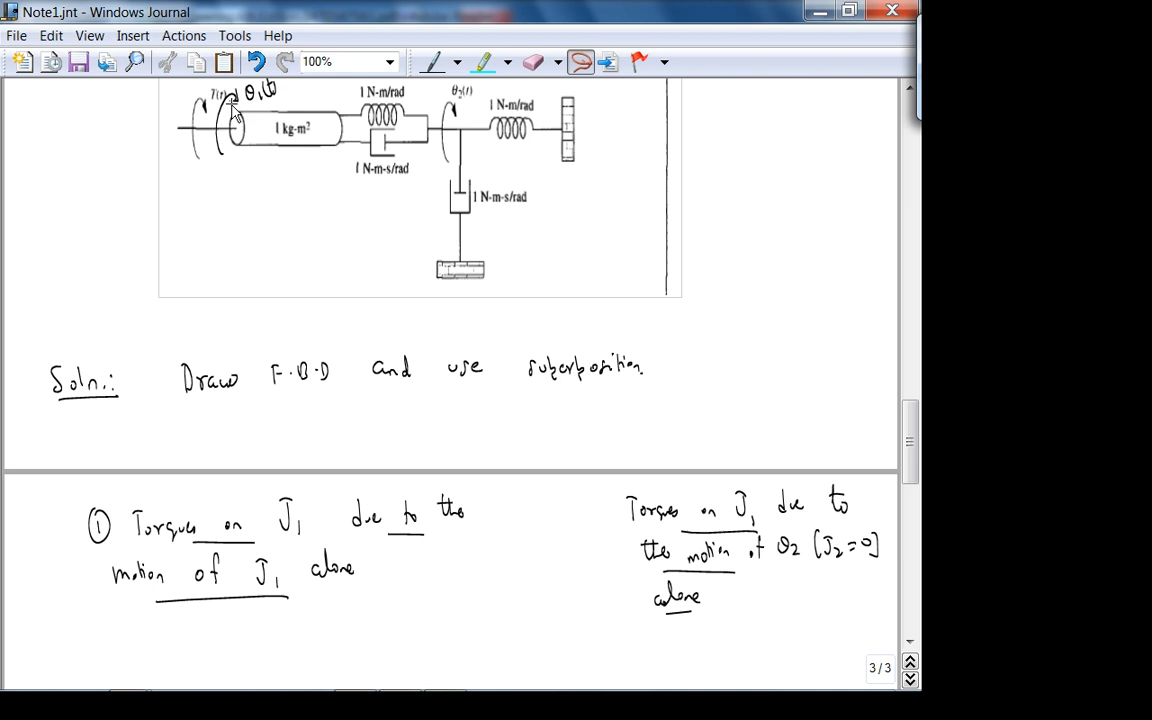 Note1.jnt - Windows Journal
File Edit View Insert Actions Tools Help
100%
T(t) θ₁(t)
1 N-m/rad
θ₂(t)
1 N-m/rad
1 kg-m²
1 N-m-s/rad
1 N-m-s/rad
Soln.: Draw F.B.D and use superposition.
① Torques on J₁ due to the
motion of J₁ alone
Torques on J₁ due to
the motion of θ₂ [J₂=0]
alone
3 / 3